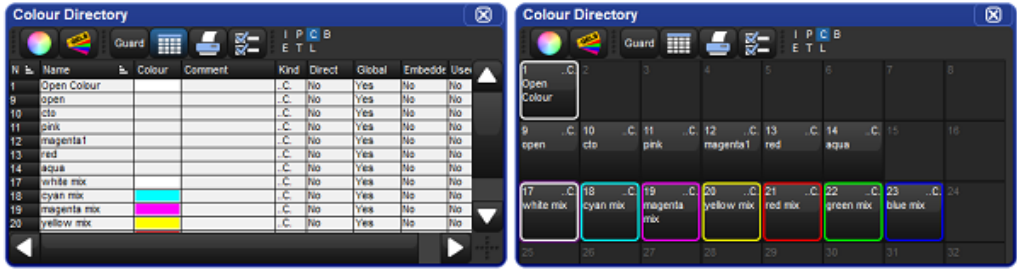 Colour Directory
Guard I P C B
E T L
N Name Colour Comment Kind Direct Global Embedde Use
1 Open Colour ..C. No Yes No No
9 open ..C. No Yes No No
10 cto ..C. No Yes No No
11 pink ..C. No Yes No No
12 magenta1 ..C. No Yes No No
13 red ..C. No Yes No No
14 aqua ..C. No Yes No No
17 white mix ..C. No Yes No No
18 cyan mix ..C. No Yes No No
19 magenta mix ..C. No Yes No No
20 yellow mix ..C. No Yes No No
Colour Directory
Guard I P C B
E T L
1 ..C. 2 3 4 5 6 7 8
Open
Colour
9 ..C. 10 ..C. 11 ..C. 12 ..C. 13 ..C. 14 ..C. 15 16
open cto pink magenta1 red aqua
17 ..C. 18 ..C. 19 ..C. 20 ..C. 21 ..C. 22 ..C. 23 ..C. 24
white mix cyan mix magenta mix yellow mix red mix green mix blue mix
25 26 27 28 29 30 31 32